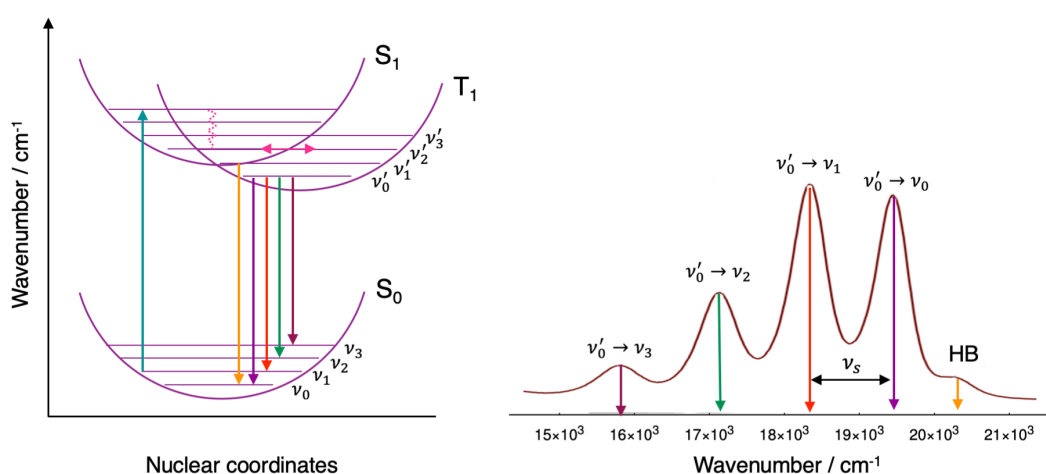 Wavenumber / cm⁻¹
S₁
T₁
ν′₃
ν′₂
ν′₁
ν′₀
S₀
ν₃
ν₂
ν₁
ν₀
Nuclear coordinates
ν′₀ → ν₁
ν′₀ → ν₀
ν′₀ → ν₂
ν′₀ → ν₃
HB
νₛ
15×10³ 16×10³ 17×10³ 18×10³ 19×10³ 20×10³ 21×10³
Wavenumber / cm⁻¹